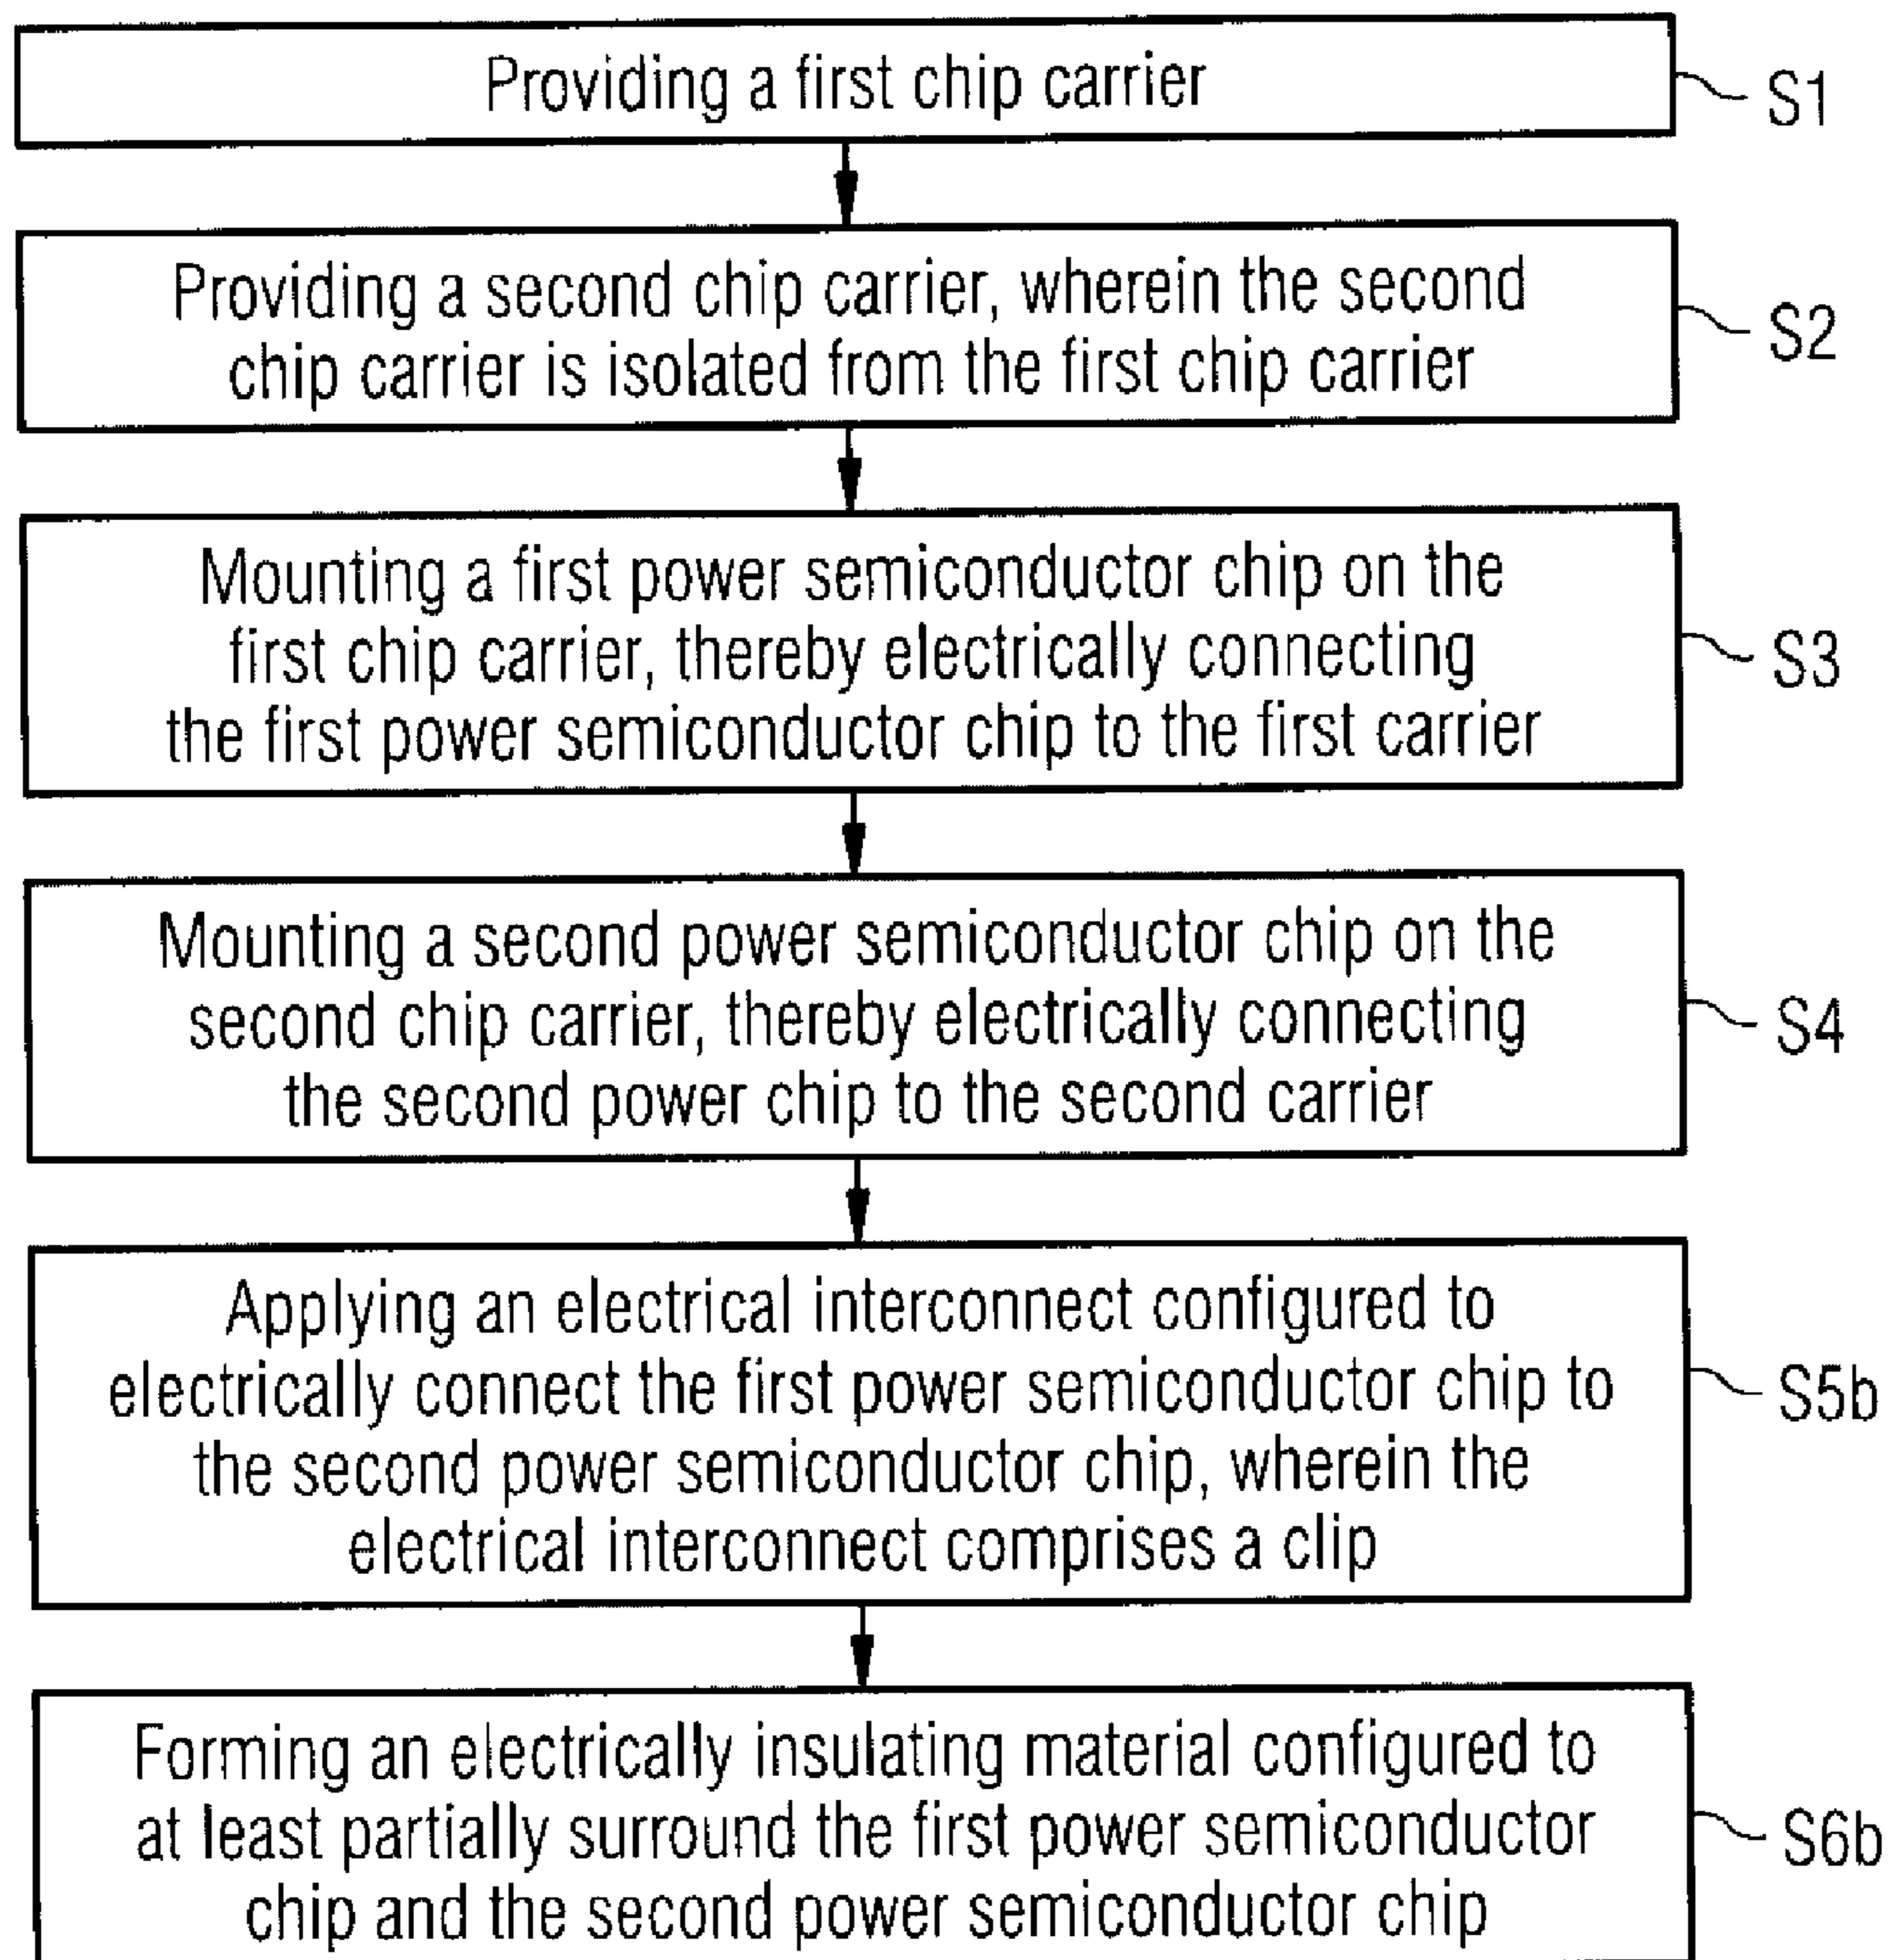 Providing a first chip carrier
S1
Providing a second chip carrier, wherein the second
chip carrier is isolated from the first chip carrier
S2
Mounting a first power semiconductor chip on the
first chip carrier, thereby electrically connecting
the first power semiconductor chip to the first carrier
S3
Mounting a second power semiconductor chip on the
second chip carrier, thereby electrically connecting
the second power chip to the second carrier
S4
Applying an electrical interconnect configured to
electrically connect the first power semiconductor chip to
the second power semiconductor chip, wherein the
electrical interconnect comprises a clip
S5b
Forming an electrically insulating material configured to
at least partially surround the first power semiconductor
chip and the second power semiconductor chip
S6b